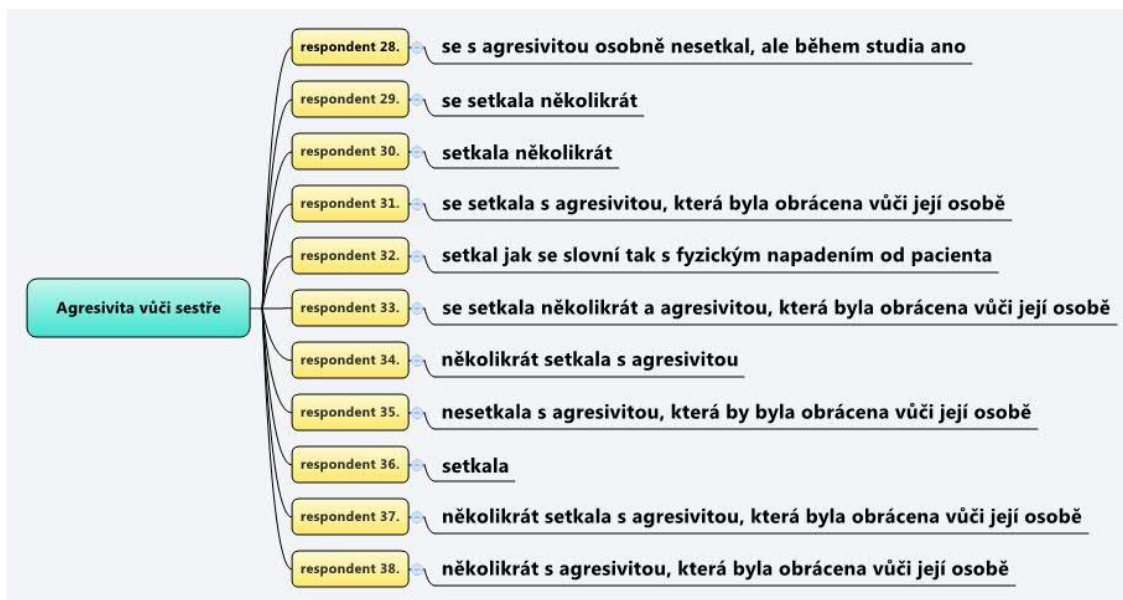 respondent 28. se s agresivitou osobně nesetkal, ale během studia ano
respondent 29. se setkala několikrát
respondent 30. setkala několikrát
respondent 31. se setkala s agresivitou, která byla obrácena vůči její osobě
respondent 32. setkal jak se slovní tak s fyzickým napadením od pacienta
Agresivita vůči sestře
respondent 33. se setkala několikrát a agresivitou, která byla obrácena vůči její osobě
respondent 34. několikrát setkala s agresivitou
respondent 35. nesetkala s agresivitou, která by byla obrácena vůči její osobě
respondent 36. setkala
respondent 37. několikrát setkala s agresivitou, která byla obrácena vůči její osobě
respondent 38. několikrát s agresivitou, která byla obrácena vůči její osobě